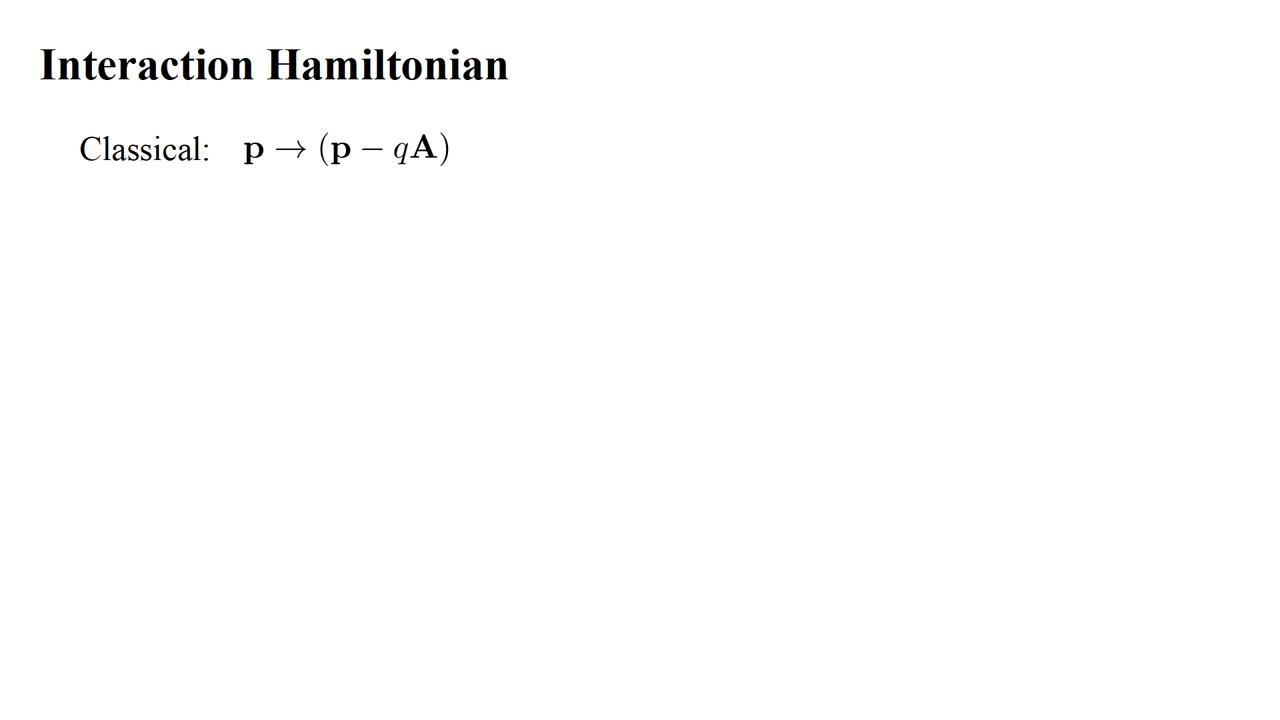 Interaction Hamiltonian
Classical: p → (p − qA)